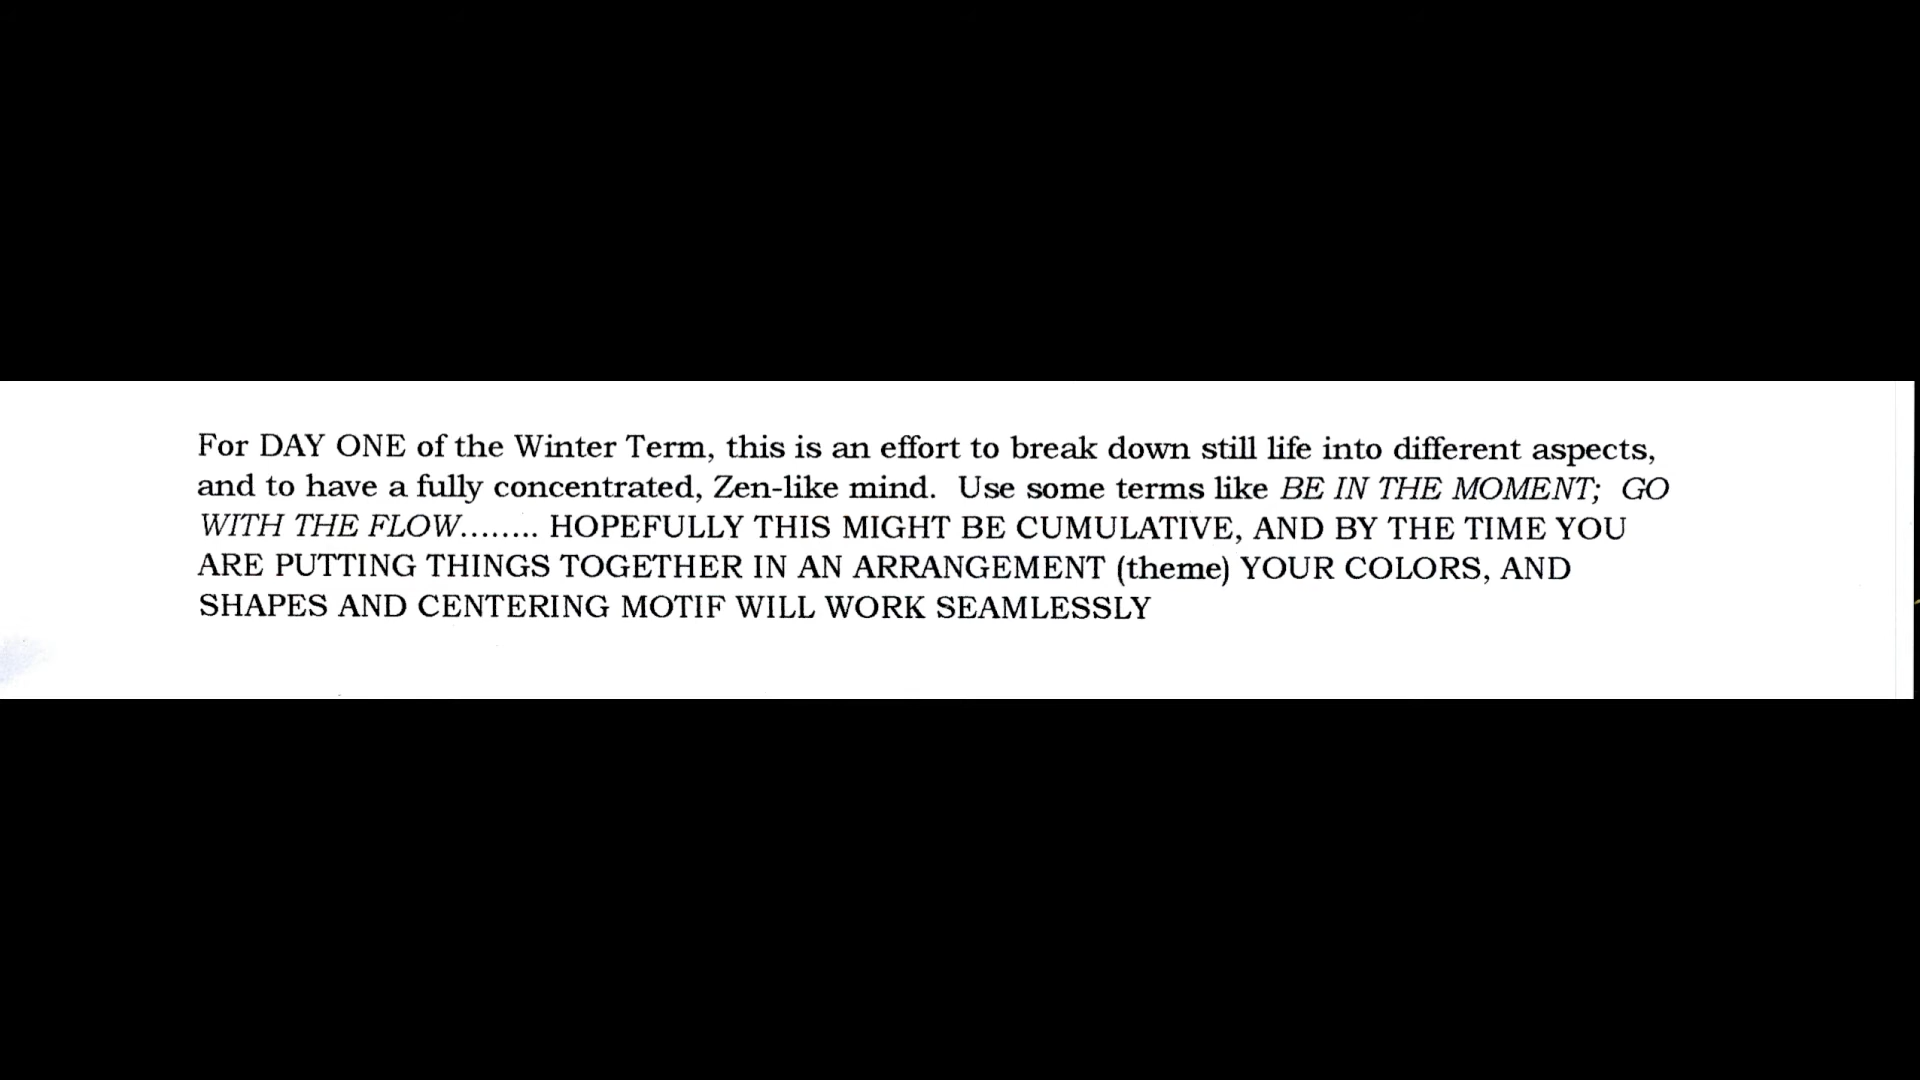 For DAY ONE of the Winter Term, this is an effort to break down still life into different aspects,
and to have a fully concentrated, Zen-like mind.  Use some terms like BE IN THE MOMENT;  GO
WITH THE FLOW........ HOPEFULLY THIS MIGHT BE CUMULATIVE, AND BY THE TIME YOU
ARE PUTTING THINGS TOGETHER IN AN ARRANGEMENT (theme) YOUR COLORS, AND
SHAPES AND CENTERING MOTIF WILL WORK SEAMLESSLY